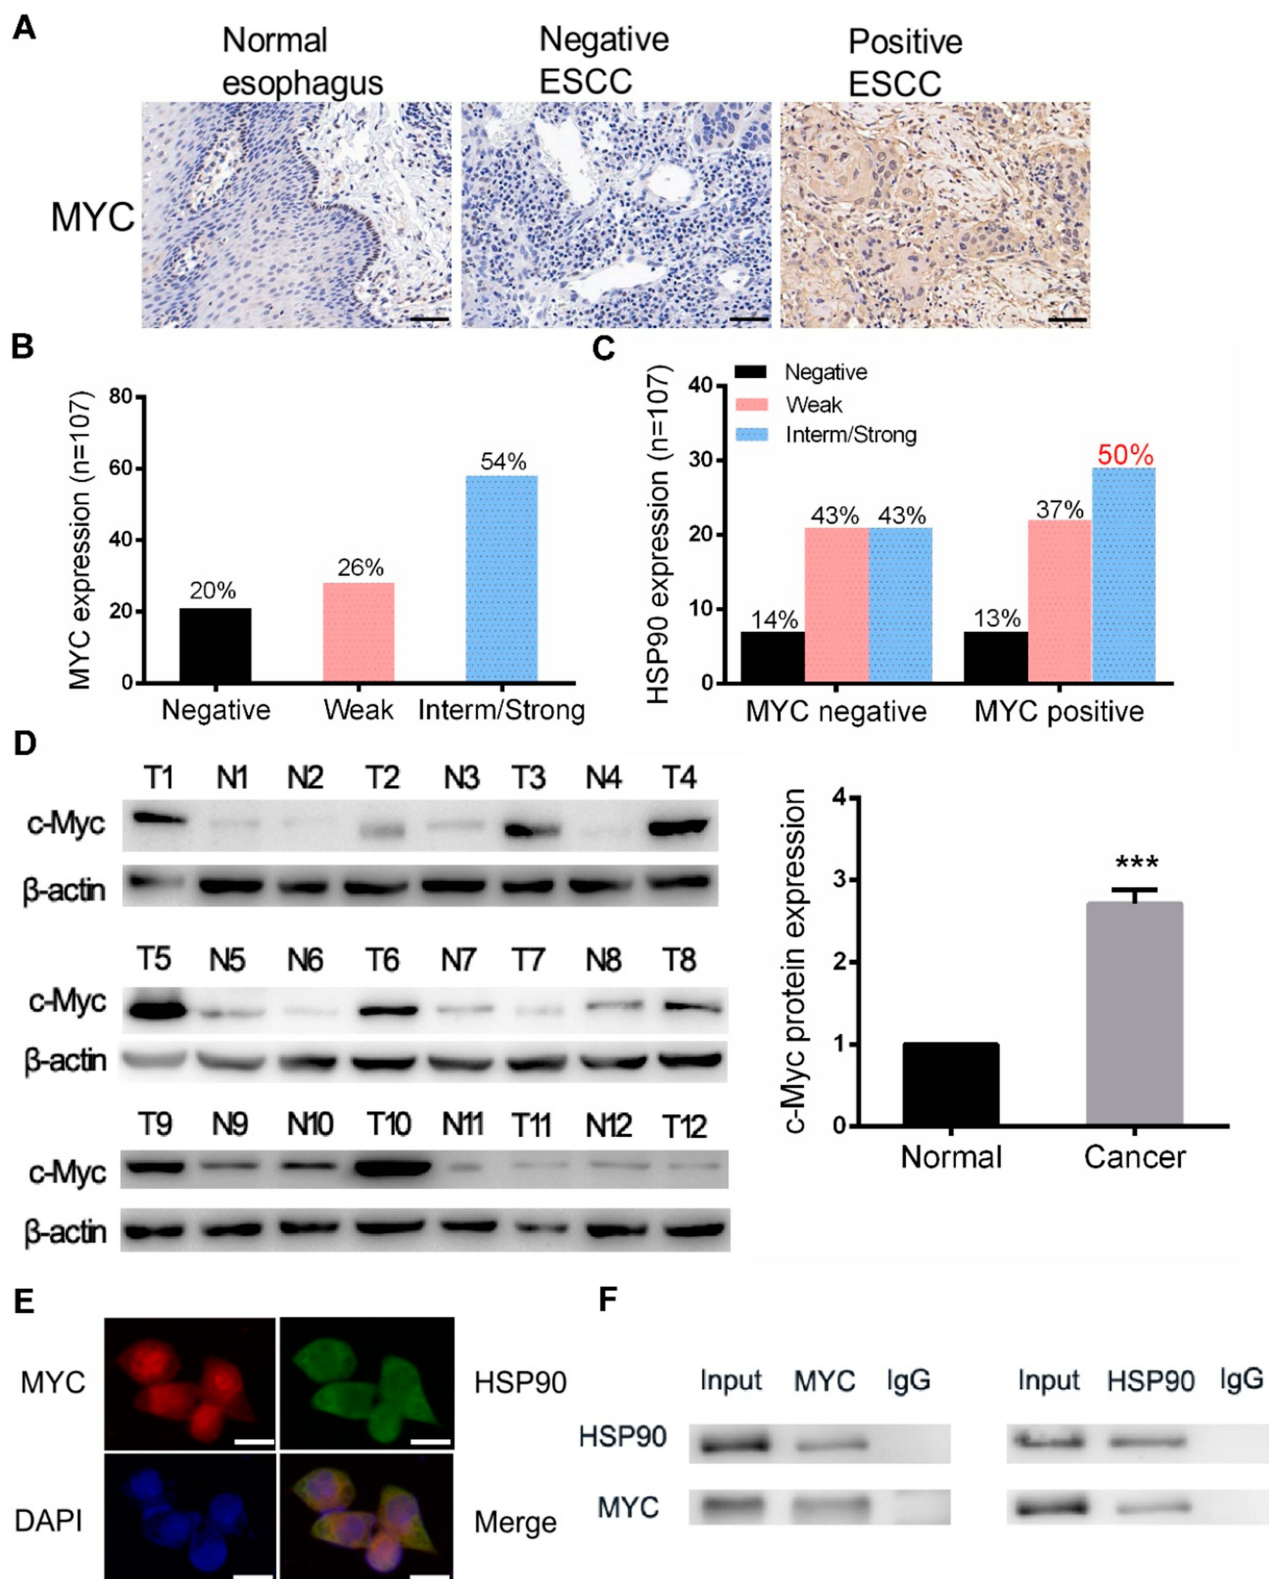 A
Normal esophagus
Negative ESCC
Positive ESCC
MYC
B
MYC expression (n=107)
80
60
40
20
0
20%
26%
54%
Negative
Weak
Interm/Strong
C
HSP90 expression (n=107)
40
30
20
10
0
Negative
Weak
Interm/Strong
14%
43%
43%
13%
37%
50%
MYC negative
MYC positive
D
T1 N1 N2 T2 N3 T3 N4 T4
c-Myc
β-actin
T5 N5 N6 T6 N7 T7 N8 T8
c-Myc
β-actin
T9 N9 N10 T10 N11 T11 N12 T12
c-Myc
β-actin
c-Myc protein expression
4
3
2
1
0
***
Normal
Cancer
E
MYC
HSP90
DAPI
Merge
F
Input MYC IgG
Input HSP90 IgG
HSP90
MYC